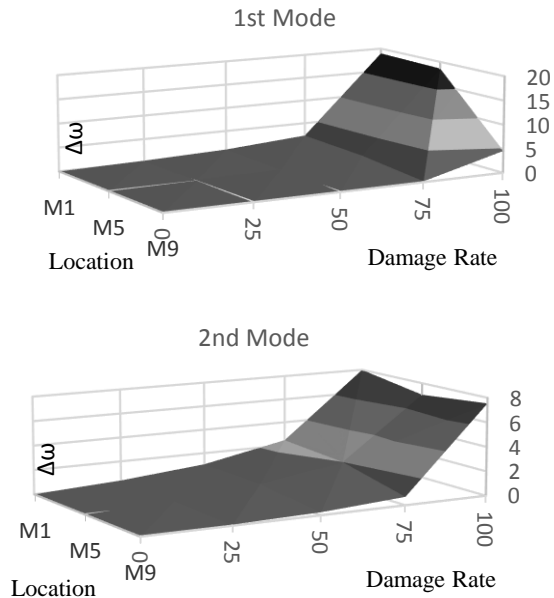 1st Mode
20
15
10
5
0
Δω
M1
M5
M9
0
25
50
75
100
Location
Damage Rate
2nd Mode
8
6
4
2
0
Δω
M1
M5
M9
0
25
50
75
100
Location
Damage Rate